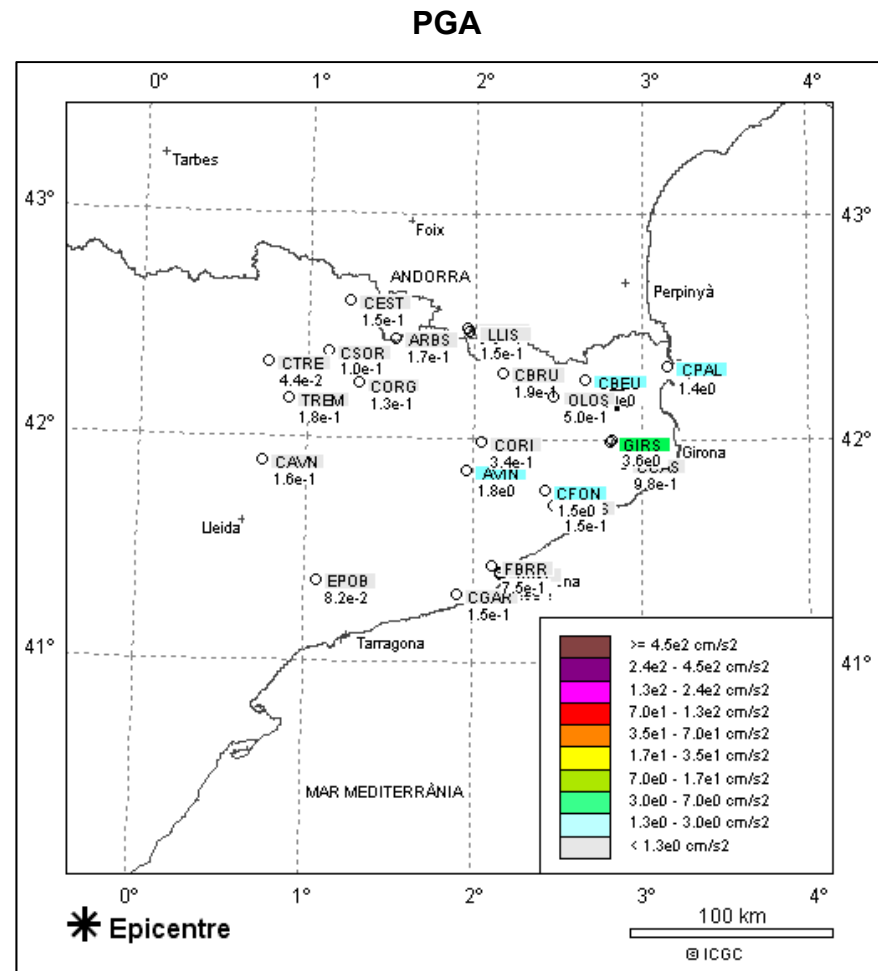 PGA
0° 1° 2° 3° 4°
Tarbes
43° 43°
Foix
ANDORRA
Perpinyà
CEST
1.5e-1
ARBS
1.7e-1
LLIS
1.5e-1
CSOR
1.0e-1
CTRE
4.4e-2
CORG
1.3e-1
TREM
1.8e-1
CBRU
1.9e-1
CBEU
CPAL
1.4e0
OLOS
5.0e-1
42° 42°
CORI
3.4e-1
GIRS
3.6e0
Girona
9.8e-1
CAVN
1.6e-1
AVIN
1.8e0
CFON
1.5e0
1.5e-1
Lleida
EPOB
8.2e-2
FBRR
7.5e-1
CGAR
1.5e-1
Tarragona
41° 41°
MAR MEDITERRÀNIA
>= 4.5e2 cm/s2
2.4e2 - 4.5e2 cm/s2
1.3e2 - 2.4e2 cm/s2
7.0e1 - 1.3e2 cm/s2
3.5e1 - 7.0e1 cm/s2
1.7e1 - 3.5e1 cm/s2
7.0e0 - 1.7e1 cm/s2
3.0e0 - 7.0e0 cm/s2
1.3e0 - 3.0e0 cm/s2
< 1.3e0 cm/s2
0° 1° 2° 3° 4°
Epicentre
100 km
© ICGC